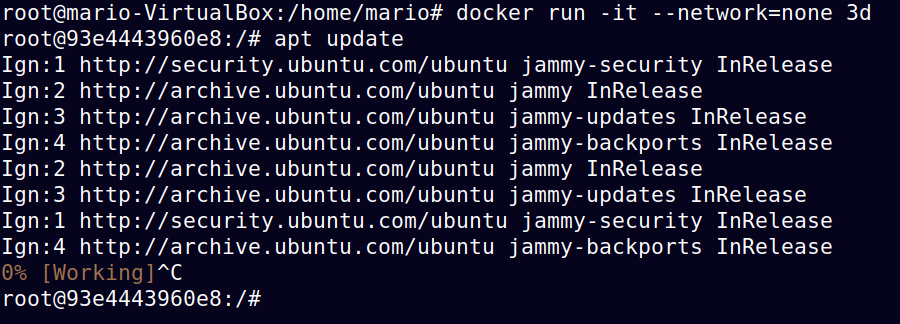 root@mario-VirtualBox:/home/mario# docker run -it --network=none 3d
root@93e4443960e8:/# apt update
Ign:1 http://security.ubuntu.com/ubuntu jammy-security InRelease
Ign:2 http://archive.ubuntu.com/ubuntu jammy InRelease
Ign:3 http://archive.ubuntu.com/ubuntu jammy-updates InRelease
Ign:4 http://archive.ubuntu.com/ubuntu jammy-backports InRelease
Ign:2 http://archive.ubuntu.com/ubuntu jammy InRelease
Ign:3 http://archive.ubuntu.com/ubuntu jammy-updates InRelease
Ign:1 http://security.ubuntu.com/ubuntu jammy-security InRelease
Ign:4 http://archive.ubuntu.com/ubuntu jammy-backports InRelease
0% [Working]^C
root@93e4443960e8:/#